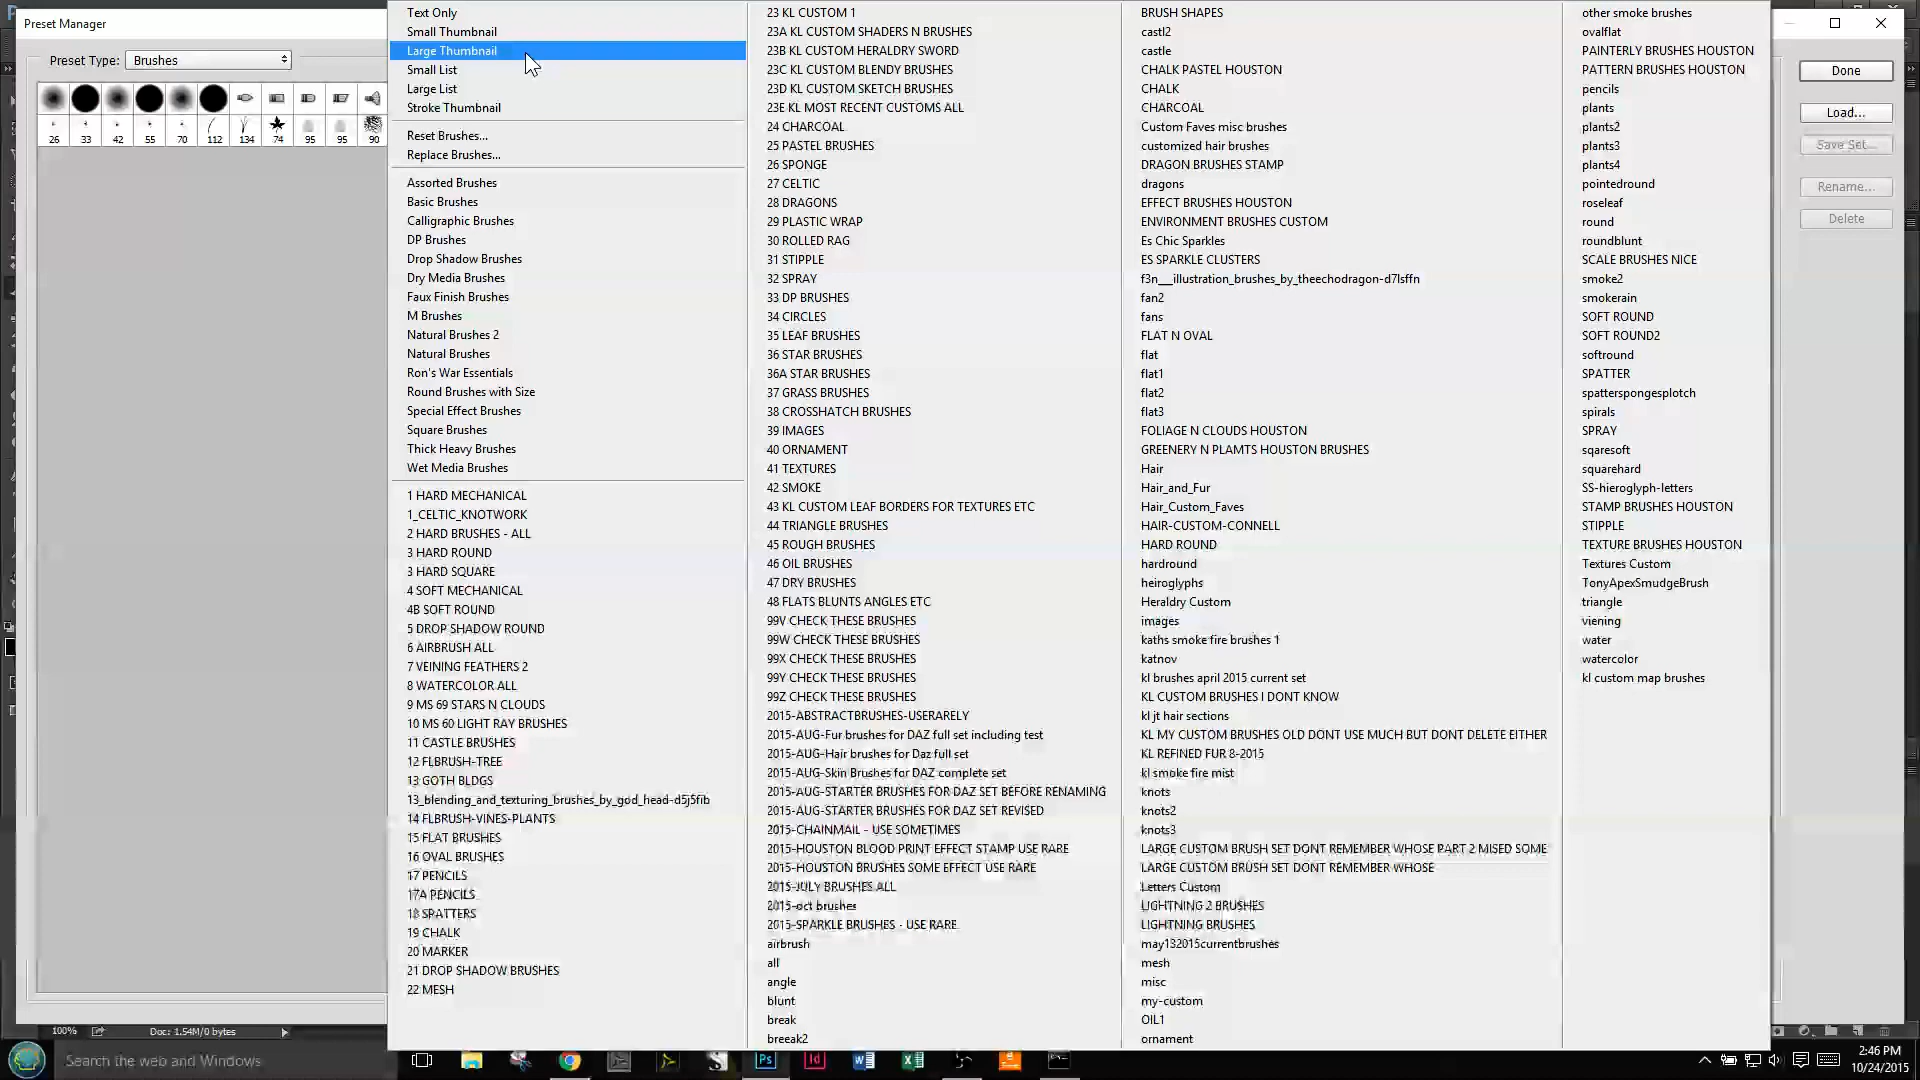 Preset Manager
Preset Type: Brushes
26 33 42 55 70 112 134 74 95 95 90
Text Only
Small Thumbnail
Large Thumbnail
Small List
Large List
Stroke Thumbnail
Reset Brushes...
Replace Brushes...
Assorted Brushes
Basic Brushes
Calligraphic Brushes
DP Brushes
Drop Shadow Brushes
Dry Media Brushes
Faux Finish Brushes
M Brushes
Natural Brushes 2
Natural Brushes
Ron's War Essentials
Round Brushes with Size
Special Effect Brushes
Square Brushes
Thick Heavy Brushes
Wet Media Brushes
1 HARD MECHANICAL
1_CELTIC_KNOTWORK
2 HARD BRUSHES - ALL
3 HARD ROUND
3 HARD SQUARE
4 SOFT MECHANICAL
4B SOFT ROUND
5 DROP SHADOW ROUND
6 AIRBRUSH ALL
7 VEINING FEATHERS 2
8 WATERCOLOR ALL
9 MS 69 STARS N CLOUDS
10 MS 60 LIGHT RAY BRUSHES
11 CASTLE BRUSHES
12 FLBRUSH-TREE
13 GOTH BLDGS
13_blending_and_texturing_brushes_by_god_head-d5j5fib
14 FLBRUSH-VINES-PLANTS
15 FLAT BRUSHES
16 OVAL BRUSHES
17 PENCILS
17A PENCILS
18 SPATTERS
19 CHALK
20 MARKER
21 DROP SHADOW BRUSHES
22 MESH
23 KL CUSTOM 1
23A KL CUSTOM SHADERS N BRUSHES
23B KL CUSTOM HERALDRY SWORD
23C KL CUSTOM BLENDY BRUSHES
23D KL CUSTOM SKETCH BRUSHES
23E KL MOST RECENT CUSTOMS ALL
24 CHARCOAL
25 PASTEL BRUSHES
26 SPONGE
27 CELTIC
28 DRAGONS
29 PLASTIC WRAP
30 ROLLED RAG
31 STIPPLE
32 SPRAY
33 DP BRUSHES
34 CIRCLES
35 LEAF BRUSHES
36 STAR BRUSHES
36A STAR BRUSHES
37 GRASS BRUSHES
38 CROSSHATCH BRUSHES
39 IMAGES
40 ORNAMENT
41 TEXTURES
42 SMOKE
43 KL CUSTOM LEAF BORDERS FOR TEXTURES ETC
44 TRIANGLE BRUSHES
45 ROUGH BRUSHES
46 OIL BRUSHES
47 DRY BRUSHES
48 FLATS BLUNTS ANGLES ETC
99V CHECK THESE BRUSHES
99W CHECK THESE BRUSHES
99X CHECK THESE BRUSHES
99Y CHECK THESE BRUSHES
99Z CHECK THESE BRUSHES
2015-ABSTRACTBRUSHES-USERARELY
2015-AUG-Fur brushes for DAZ full set including test
2015-AUG-Hair brushes for Daz full set
2015-AUG-Skin Brushes for DAZ complete set
2015-AUG-STARTER BRUSHES FOR DAZ SET BEFORE RENAMING
2015-AUG-STARTER BRUSHES FOR DAZ SET REVISED
2015-CHAINMAIL - USE SOMETIMES
2015-HOUSTON BLOOD PRINT EFFECT STAMP USE RARE
2015-HOUSTON BRUSHES SOME EFFECT USE RARE
2015-JULY BRUSHES ALL
2015-oct brushes
2015-SPARKLE BRUSHES - USE RARE
airbrush
all
angle
blunt
break
breeak2
BRUSH SHAPES
castl2
castle
CHALK PASTEL HOUSTON
CHALK
CHARCOAL
Custom Faves misc brushes
customized hair brushes
DRAGON BRUSHES STAMP
dragons
EFFECT BRUSHES HOUSTON
ENVIRONMENT BRUSHES CUSTOM
Es Chic Sparkles
ES SPARKLE CLUSTERS
f3n___illustration_brushes_by_theechodragon-d7lsffn
fan2
fans
FLAT N OVAL
flat
flat1
flat2
flat3
FOLIAGE N CLOUDS HOUSTON
GREENERY N PLAMTS HOUSTON BRUSHES
Hair
Hair_and_Fur
Hair_Custom_Faves
HAIR-CUSTOM-CONNELL
HARD ROUND
hardround
heiroglyphs
Heraldry Custom
images
kaths smoke fire brushes 1
katnov
kl brushes april 2015 current set
KL CUSTOM BRUSHES I DONT KNOW
kl jt hair sections
KL MY CUSTOM BRUSHES OLD DONT USE MUCH BUT DONT DELETE EITHER
KL REFINED FUR 8-2015
kl smoke fire mist
knots
knots2
knots3
LARGE CUSTOM BRUSH SET DONT REMEMBER WHOSE PART 2 MISED SOME
LARGE CUSTOM BRUSH SET DONT REMEMBER WHOSE
Letters Custom
LIGHTNING 2 BRUSHES
LIGHTNING BRUSHES
may132015currentbrushes
mesh
misc
my-custom
OIL1
ornament
other smoke brushes
ovalflat
PAINTERLY BRUSHES HOUSTON
PATTERN BRUSHES HOUSTON
pencils
plants
plants2
plants3
plants4
pointedround
roseleaf
round
roundblunt
SCALE BRUSHES NICE
smoke2
smokerain
SOFT ROUND
SOFT ROUND2
softround
SPATTER
spatterspongesplotch
spirals
SPRAY
sqaresoft
squarehard
SS-hieroglyph-letters
STAMP BRUSHES HOUSTON
STIPPLE
TEXTURE BRUSHES HOUSTON
Textures Custom
TonyApexSmudgeBrush
triangle
viening
water
watercolor
kl custom map brushes
Done
Load...
Save Set...
Rename...
Delete
100% Doc: 1.54M/0 bytes
Search the web and Windows
Ps Id
2:46 PM
10/24/2015